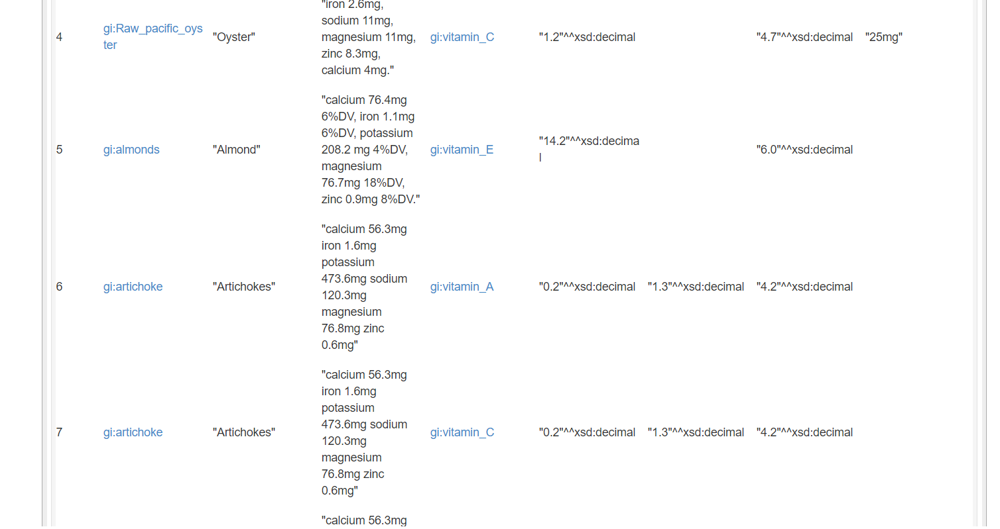 "iron 2.6mg,
sodium 11mg,
4 gi:Raw_pacific_oys
ter "Oyster" magnesium 11mg, gi:vitamin_C "1.2"^^xsd:decimal "4.7"^^xsd:decimal "25mg"
zinc 8.3mg,
calcium 4mg."
"calcium 76.4mg
6%DV, iron 1.1mg
6%DV, potassium
5 gi:almonds "Almond" 208.2 mg 4%DV, gi:vitamin_E "14.2"^^xsd:decima
l "6.0"^^xsd:decimal
magnesium
76.7mg 18%DV,
zinc 0.9mg 8%DV."
"calcium 56.3mg
iron 1.6mg
potassium
473.6mg sodium
6 gi:artichoke "Artichokes" 120.3mg gi:vitamin_A "0.2"^^xsd:decimal "1.3"^^xsd:decimal "4.2"^^xsd:decimal
magnesium
76.8mg zinc
0.6mg"
"calcium 56.3mg
iron 1.6mg
potassium
473.6mg sodium
7 gi:artichoke "Artichokes" 120.3mg gi:vitamin_C "0.2"^^xsd:decimal "1.3"^^xsd:decimal "4.2"^^xsd:decimal
magnesium
76.8mg zinc
0.6mg"
"calcium 56.3mg